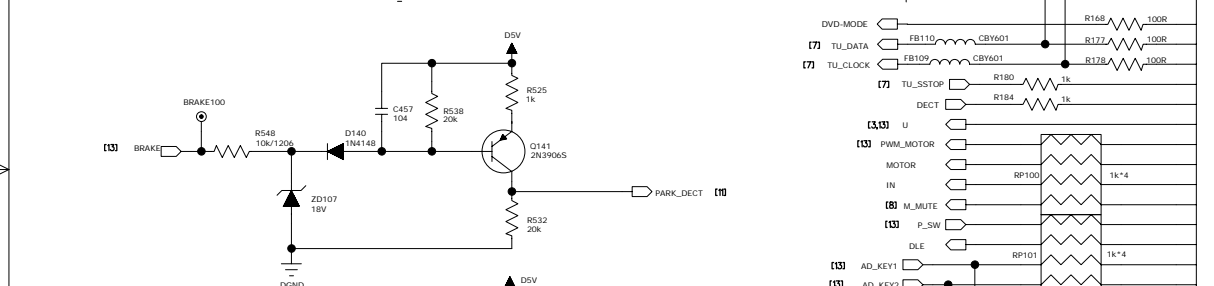 D5V
R525
1k
C457
104
R538
20k
BRAKE100
[13] BRAKE
R548
10k/1206
D140
1N4148
Q141
2N3906S
ZD107
18V
PARK_DECT [11]
R532
20k
DGND
D5V
DVD-MODE R168 100R
[7] TU_DATA FB110 CBY601 R177 100R
[7] TU_CLOCK FB109 CBY601 R178 100R
[7] TU_SSTOP R180 1k
DECT R184 1k
[3,13] U
[13] PWM_MOTOR
MOTOR
IN RP100 1k*4
[8] M_MUTE
[13] P_SW
DLE
RP101 1k*4
[13] AD_KEY1
[13] AD_KEY2